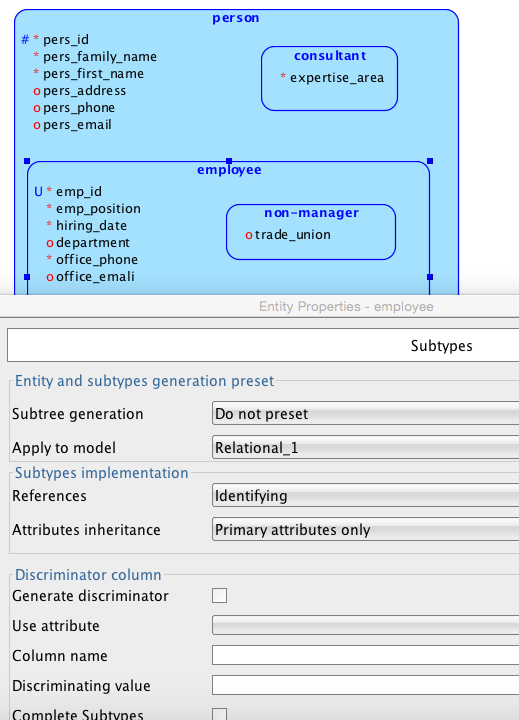 person
# * pers_id
* pers_family_name
* pers_first_name
o pers_address
o pers_phone
o pers_email
consultant
* expertise_area
employee
U * emp_id
* emp_position
* hiring_date
o department
* office_phone
o office_emali
non-manager
o trade_union
Entity Properties - employee
Subtypes
Entity and subtypes generation preset
Subtree generation Do not preset
Apply to model Relational_1
Subtypes implementation
References Identifying
Attributes inheritance Primary attributes only
Discriminator column
Generate discriminator
Use attribute
Column name
Discriminating value
Complete Subtypes